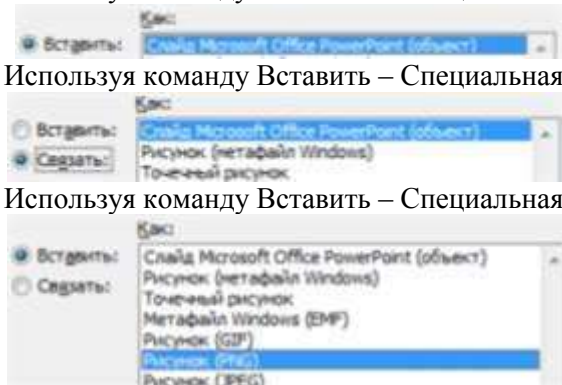 Как:
Вставить: Слайд Microsoft Office PowerPoint (объект)
Используя команду Вставить – Специальная
Как:
Вставить: Слайд Microsoft Office PowerPoint (объект)
Связать: Рисунок (метафайл Windows)
Точечный рисунок
Используя команду Вставить – Специальная
Как:
Вставить: Слайд Microsoft Office PowerPoint (объект)
Связать: Рисунок (метафайл Windows)
Точечный рисунок
Метафайл Windows (EMF)
Рисунок (GIF)
Рисунок (PNG)
Рисунок (JPEG)